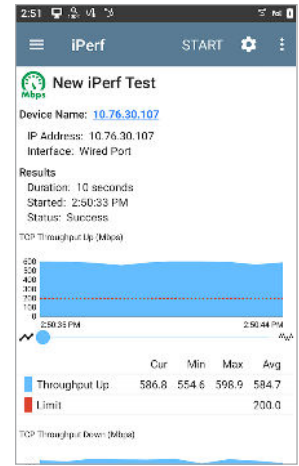 2:51
iPerf START
Mbps New iPerf Test
Device Name: 10.76.30.107
IP Address: 10.76.30.107
Interface: Wired Port
Results
Duration: 10 seconds
Started: 2:50:33 PM
Status: Success
TCP Throughput Up (Mbps)
600
500
400
300
200
100
0
2:50:35 PM 2:50:44 PM
Cur Min Max Avg
Throughput Up 586.8 554.6 598.9 584.7
Limit 200.0
TCP Throughput Down (Mbps)